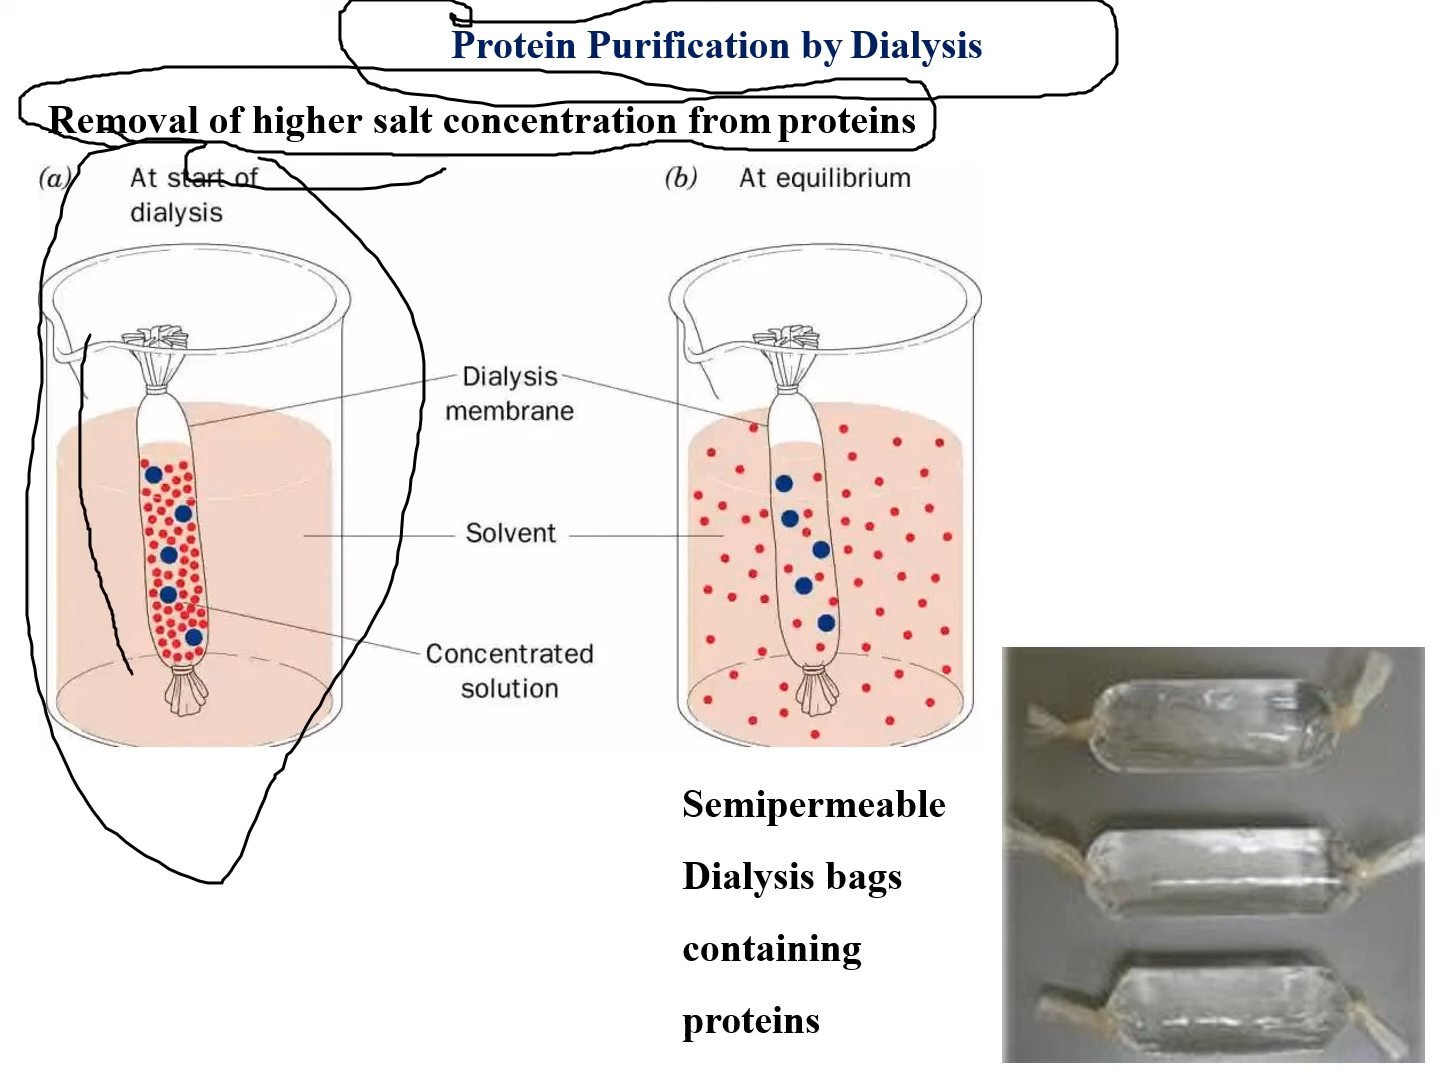 Protein Purification by Dialysis
Removal of higher salt concentration from proteins
(a) At start of
dialysis
(b) At equilibrium
Dialysis
membrane
Solvent
Concentrated
solution
Semipermeable
Dialysis bags
containing
proteins